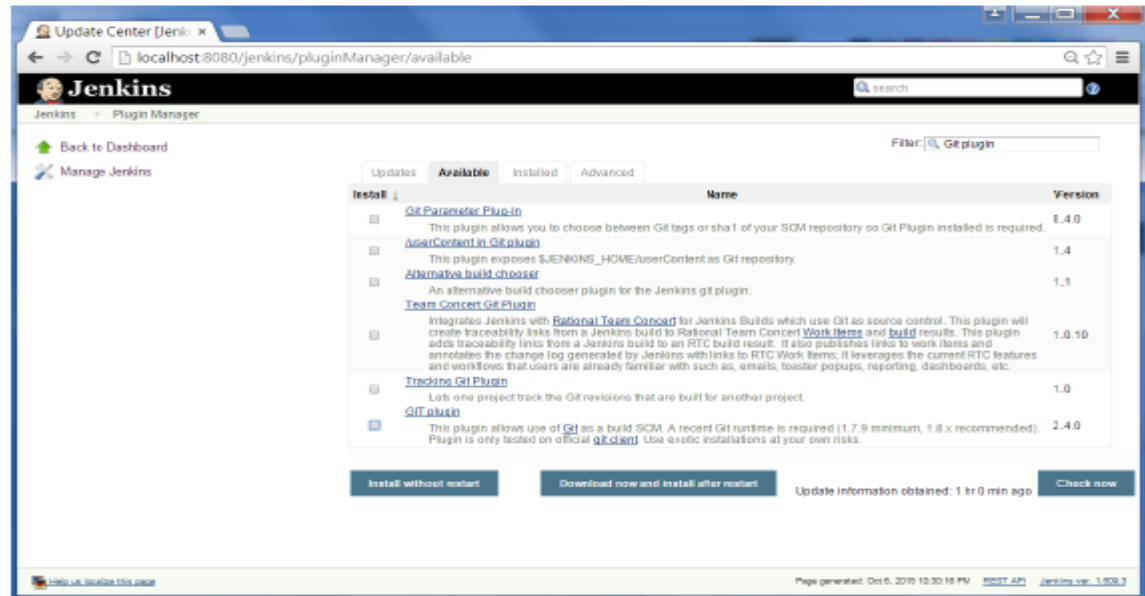 Update Center [Jenk
localhost:8080/jenkins/pluginManager/available
Jenkins
search
Jenkins
Plugin Manager
Back to Dashboard
Manage Jenkins
Filter: Git plugin
Updates Available Installed Advanced
Install ↓ Name Version
Git Parameter Plug-In
This plugin allows you to choose between Git tags or sha1 of your SCM repository so Git Plugin installed is required.
0.4.0
/userContent in Git plugin
This plugin exposes $JENKINS_HOME/userContent as Git repository.
1.4
Alternative build chooser
An alternative build chooser plugin for the Jenkins git plugin.
1.1
Team Concert Git Plugin
Integrates Jenkins with Rational Team Concert for Jenkins Builds which use Git as source control. This plugin will
create traceability links from a Jenkins build to Rational Team Concert Work Items and build results. This plugin
adds traceability links from a Jenkins build to an RTC build result. It also publishes links to work items and
annotates the change log generated by Jenkins with links to RTC Work Items; It leverages the current RTC features
and workflows that users are already familiar with such as, emails, toaster popups, reporting, dashboards, etc.
1.0.10
Tracking Git Plugin
Lets one project track the Git revisions that are built for another project.
1.0
GIT plugin
This plugin allows use of Git as a build SCM. A recent Git runtime is required (1.7.9 minimum, 1.8.x recommended).
Plugin is only tested on official git client. Use exotic installations at your own risks.
2.4.0
Install without restart
Download now and install after restart
Update information obtained: 1 hr 0 min ago
Check now
Help us localize this page
Page generated: Oct 6, 2015 10:30:16 PM REST API Jenkins ver. 1.609.3